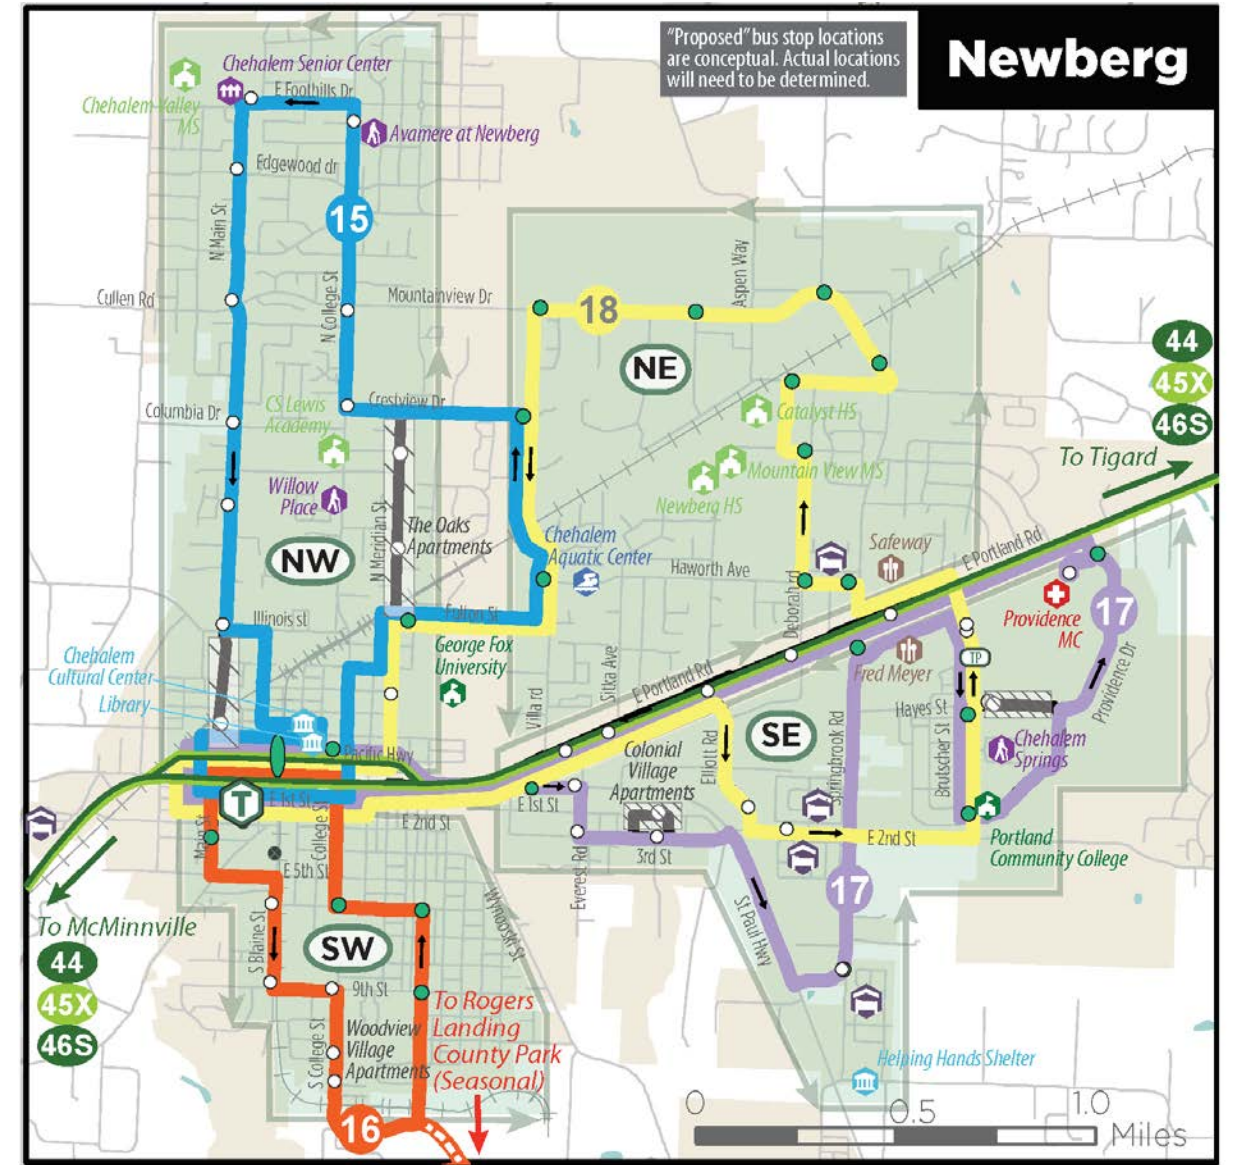 "Proposed" bus stop locations
are conceptual. Actual locations
will need to be determined.
Newberg
Chehalem Senior Center
E Foothills Dr
Chehalem Valley
MS
Avamere at Newberg
Edgewood dr
15
N Main St
Cullen Rd
N College St
Mountainview Dr
18
Aspen Way
NE
44
45X
46S
To Tigard
Columbia Dr
CS Lewis
Academy
Crestview Dr
Catalyst HS
Mountain View MS
Newberg HS
Willow
Place
N Meridian St
The Oaks
Apartments
NW
Chehalem
Aquatic Center
Haworth Ave
Safeway
E Portland Rd
Deborah rd
Providence
MC
17
Illinois st
Fulton St
George Fox
University
Chehalem
Cultural Center
Library
Villa rd
Sitka Ave
E Portland Rd
Fred Meyer
TP
Providence Dr
Hayes St
SE
Pacific Hwy
Colonial
Village
Apartments
Elliott Rd
Springbrook Rd
Brutscher St
Chehalem
Springs
T
E 1st St
E 1st St
E 2nd St
E 2nd St
Main St
College St
3rd St
Portland
Community College
E 5th St
Everest Rd
17
Wynooski St
St Paul Hwy
To McMinnville
44
45X
46S
S Blaine St
SW
9th St
To Rogers
Landing
County Park
(Seasonal)
Woodview
Village
Apartments
S College St
Helping Hands Shelter
16
0
0.5
1.0
Miles